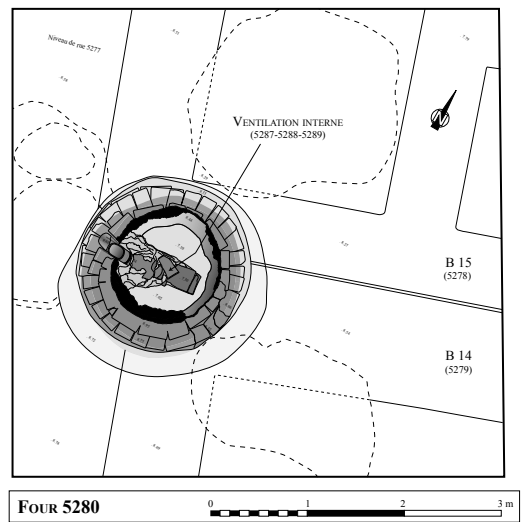 Niveau de rue 5277
VENTILATION INTERNE
(5287-5288-5289)
N
B 15
(5278)
B 14
(5279)
FOUR 5280
0 1 2 3 m